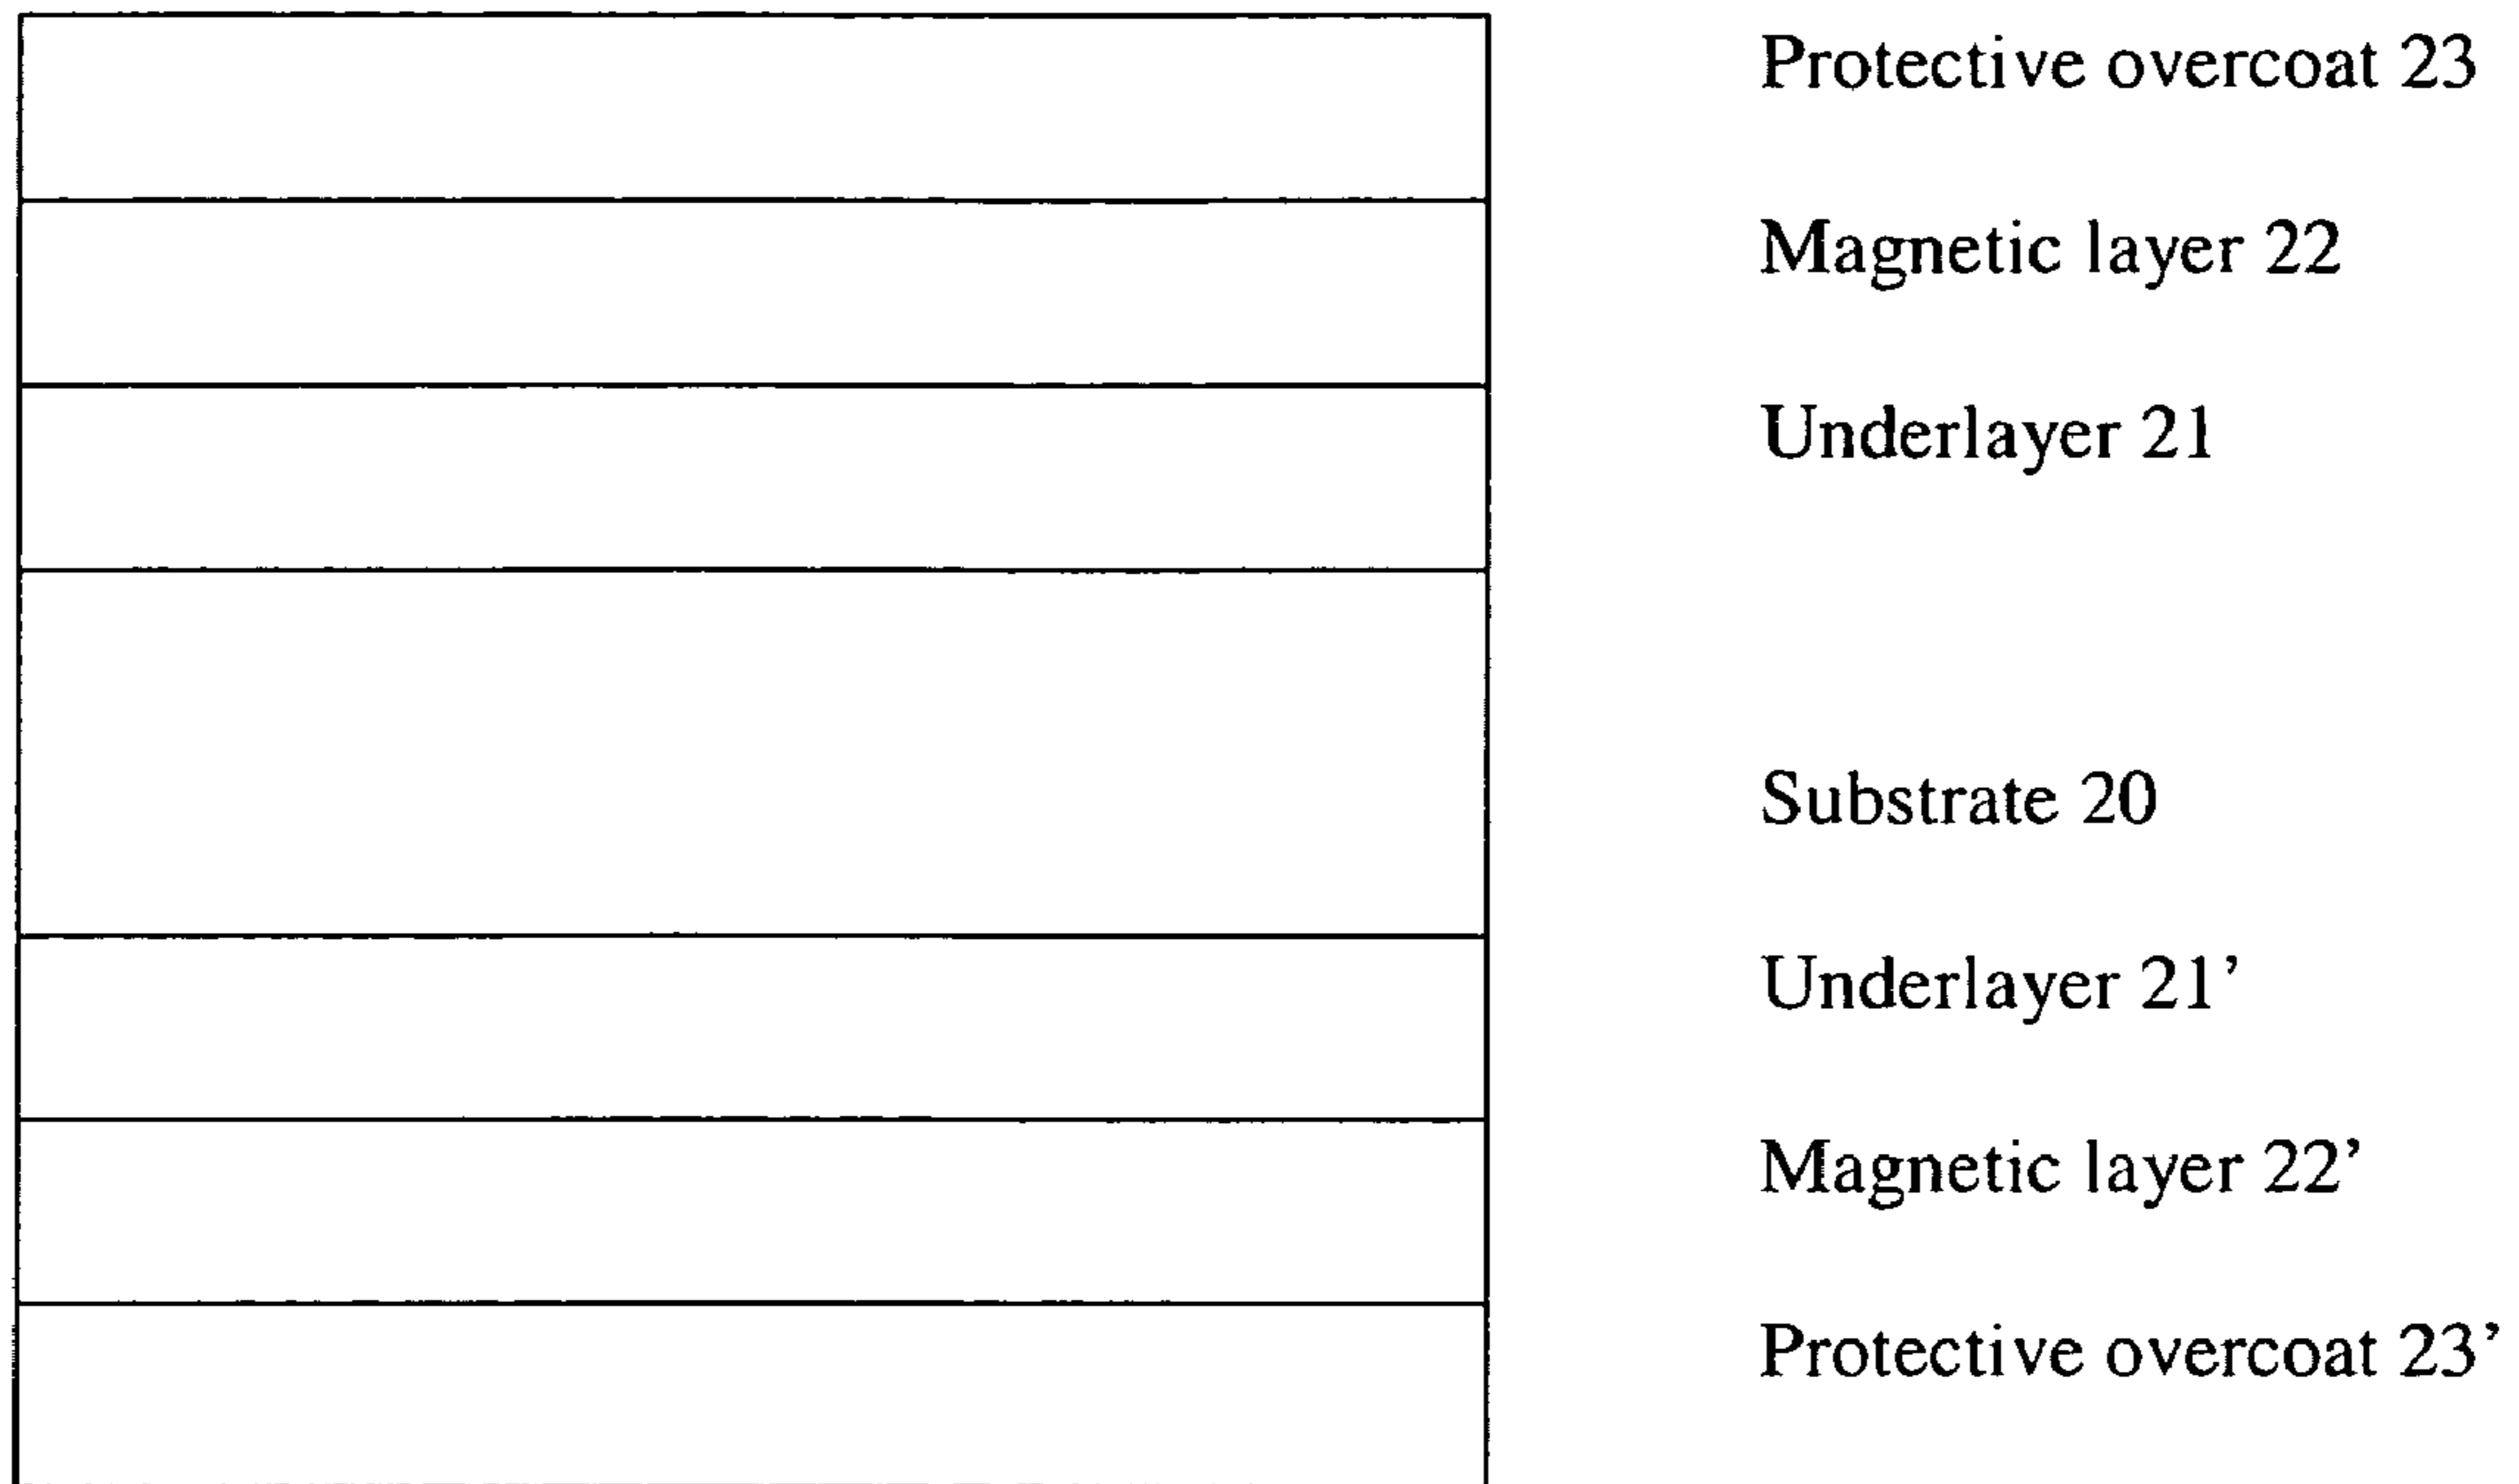 Protective overcoat 23
Magnetic layer 22
Underlayer 21
Substrate 20
Underlayer 21’
Magnetic layer 22’
Protective overcoat 23’